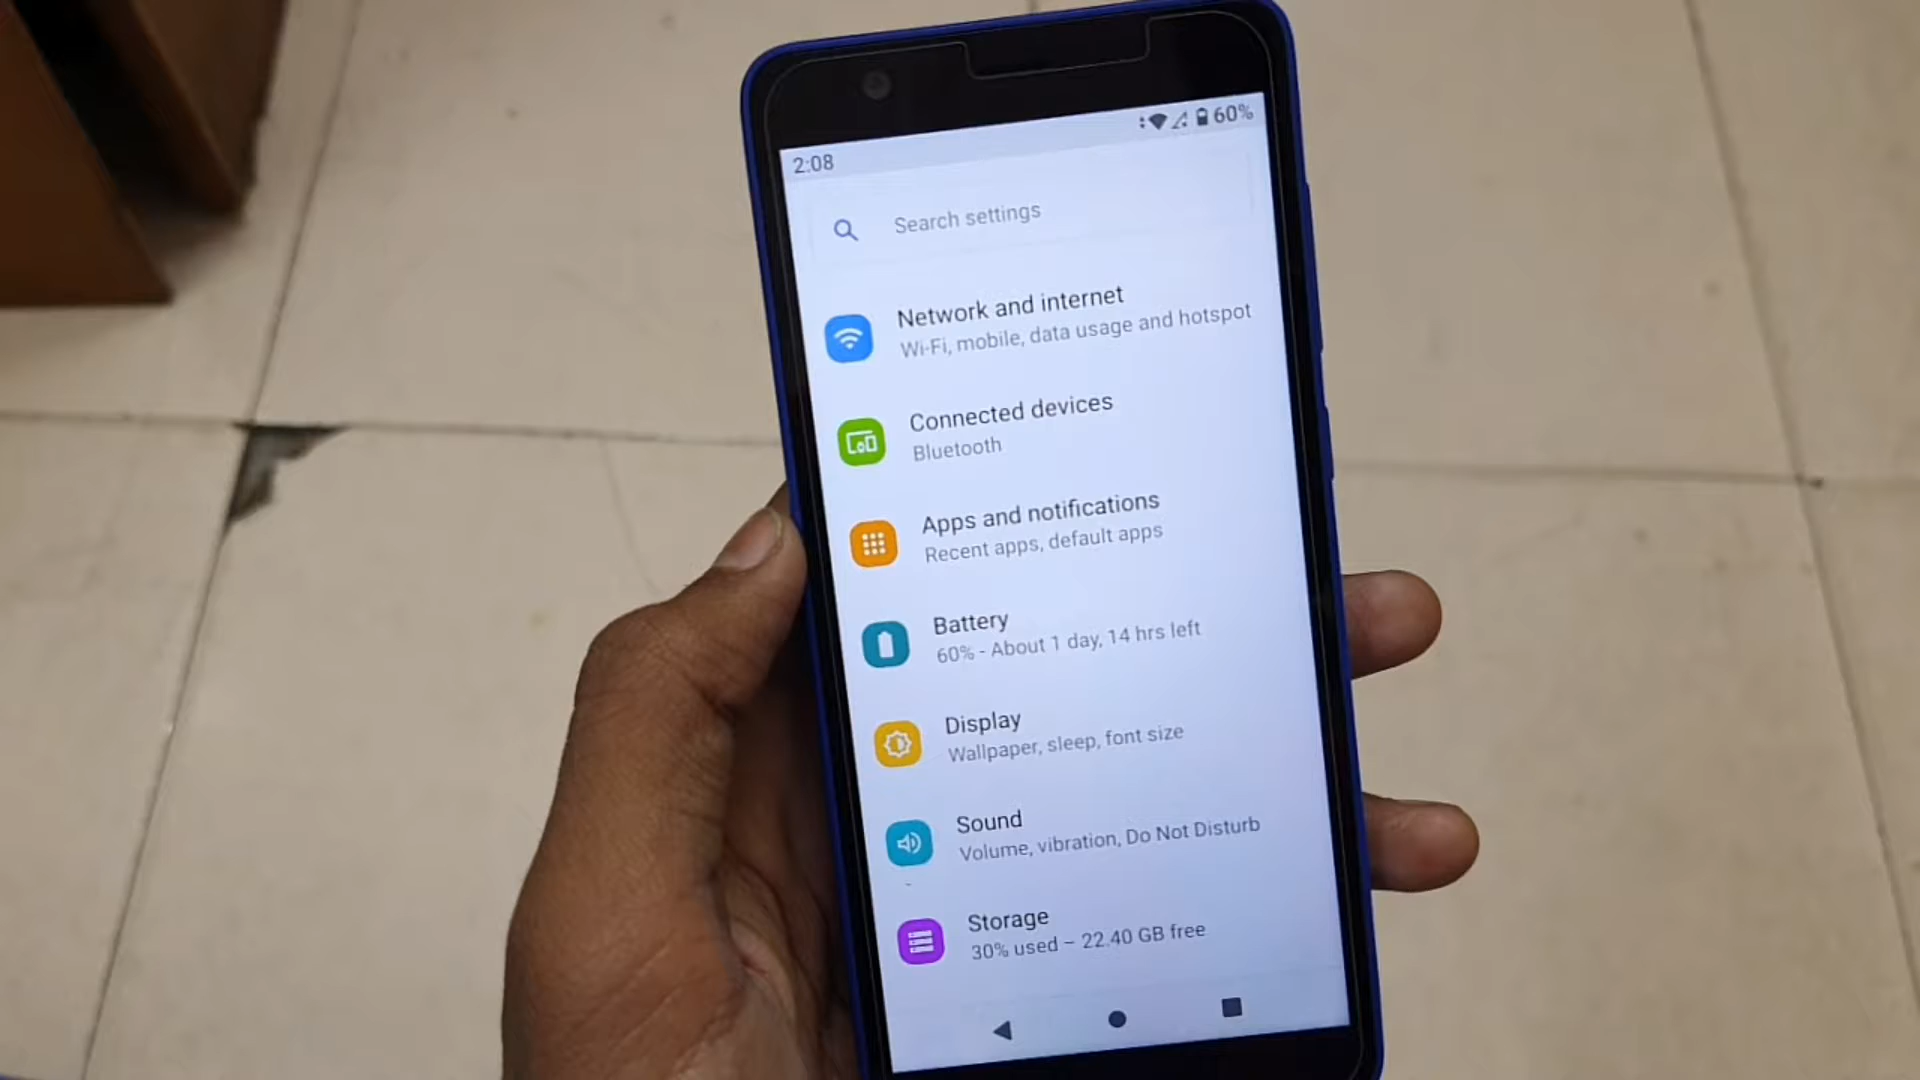 2:08
60%
Search settings
Network and internet
Wi-Fi, mobile, data usage and hotspot
Connected devices
Bluetooth
Apps and notifications
Recent apps, default apps
Battery
60% - About 1 day, 14 hrs left
Display
Wallpaper, sleep, font size
Sound
Volume, vibration, Do Not Disturb
Storage
30% used – 22.40 GB free